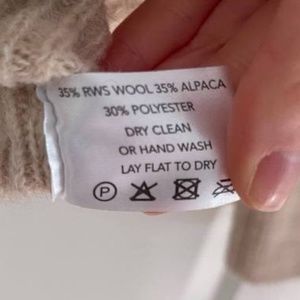 35% RWS WOOL 35% ALPACA
30% POLYESTER
DRY CLEAN
OR HAND WASH
LAY FLAT TO DRY
P